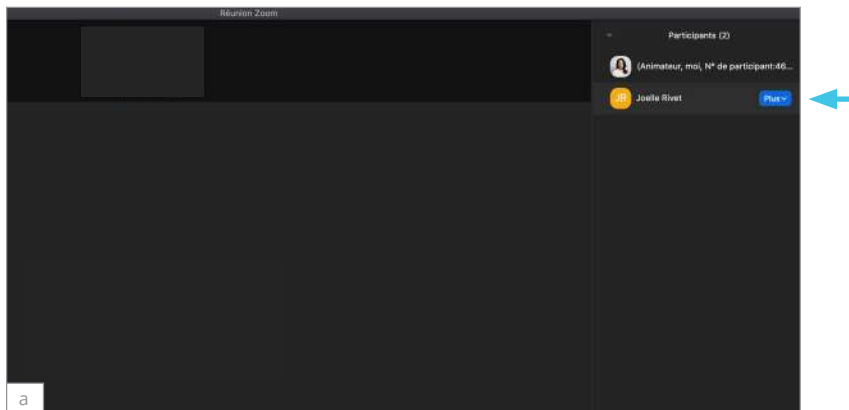 Réunion Zoom
Participants (2)
(Animateur, moi, N° de participant:46...
JR Joelle Rivet Plus
a